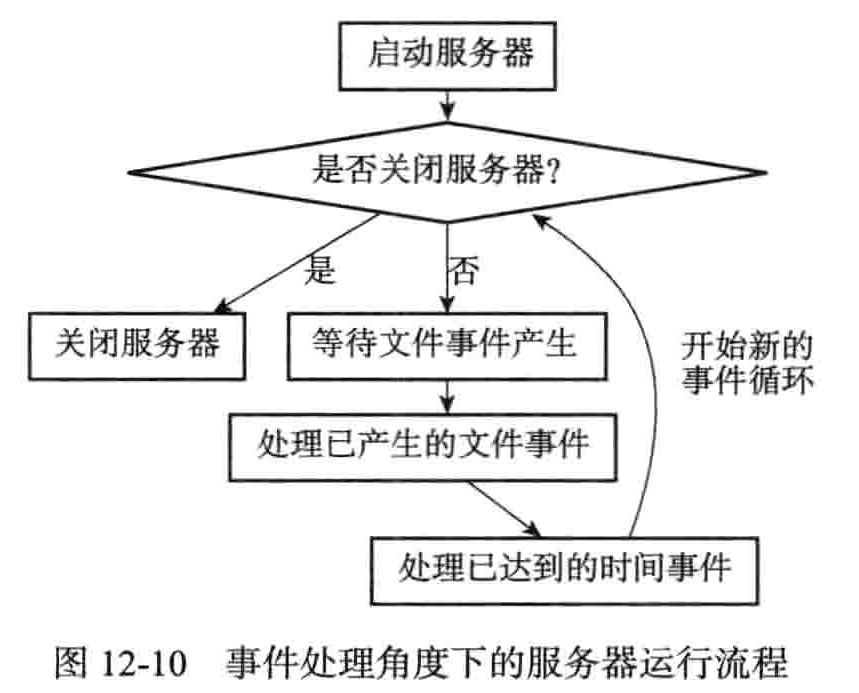 启动服务器
是否关闭服务器?
是
否
关闭服务器
等待文件事件产生
开始新的
事件循环
处理已产生的文件事件
处理已达到的时间事件
图 12-10 事件处理角度下的服务器运行流程